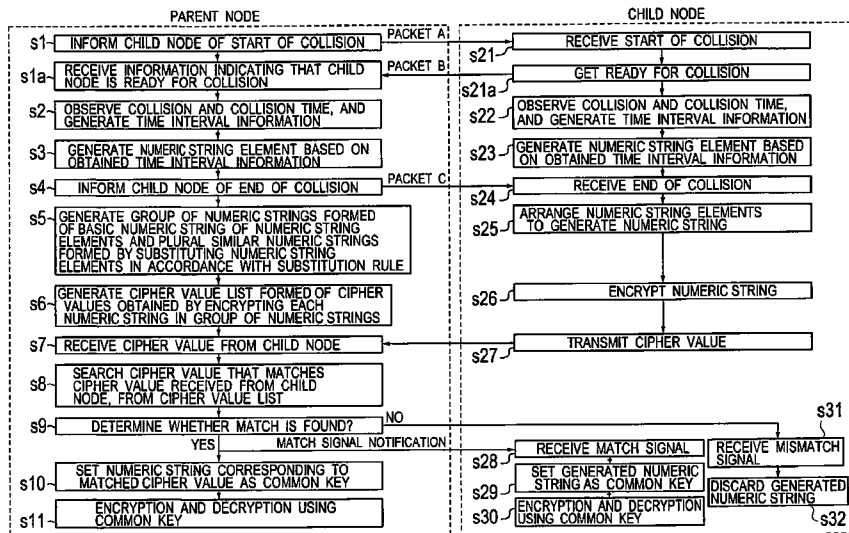 PARENT NODE
s1
INFORM CHILD NODE OF START OF COLLISION
PACKET A
s1a
RECEIVE INFORMATION INDICATING THAT CHILD
NODE IS READY FOR COLLISION
PACKET B
s2
OBSERVE COLLISION AND COLLISION TIME, AND
GENERATE TIME INTERVAL INFORMATION
s3
GENERATE NUMERIC STRING ELEMENT BASED ON
OBTAINED TIME INTERVAL INFORMATION
s4
INFORM CHILD NODE OF END OF COLLISION
PACKET C
s5
GENERATE GROUP OF NUMERIC STRINGS FORMED
OF BASIC NUMERIC STRING OF NUMERIC STRING
ELEMENTS AND PLURAL SIMILAR NUMERIC STRINGS
FORMED BY SUBSTITUTING NUMERIC STRING
ELEMENTS IN ACCORDANCE WITH SUBSTITUTION RULE
s6
GENERATE CIPHER VALUE LIST FORMED OF CIPHER
VALUES OBTAINED BY ENCRYPTING EACH
NUMERIC STRING IN GROUP OF NUMERIC STRINGS
s7
RECEIVE CIPHER VALUE FROM CHILD NODE
s8
SEARCH CIPHER VALUE THAT MATCHES
CIPHER VALUE RECEIVED FROM CHILD
NODE, FROM CIPHER VALUE LIST
s9
DETERMINE WHETHER MATCH IS FOUND?
NO
YES
MATCH SIGNAL NOTIFICATION
s10
SET NUMERIC STRING CORRESPONDING TO
MATCHED CIPHER VALUE AS COMMON KEY
s11
ENCRYPTION AND DECRYPTION USING
COMMON KEY
CHILD NODE
RECEIVE START OF COLLISION
s21
GET READY FOR COLLISION
s21a
OBSERVE COLLISION AND COLLISION TIME,
AND GENERATE TIME INTERVAL INFORMATION
s22
GENERATE NUMERIC STRING ELEMENT BASED
ON OBTAINED TIME INTERVAL INFORMATION
s23
RECEIVE END OF COLLISION
s24
ARRANGE NUMERIC STRING ELEMENTS
TO GENERATE NUMERIC STRING
s25
ENCRYPT NUMERIC STRING
s26
TRANSMIT CIPHER VALUE
s27
RECEIVE MATCH SIGNAL
s28
SET GENERATED NUMERIC
STRING AS COMMON KEY
s29
ENCRYPTION AND DECRYPTION
USING COMMON KEY
s30
s31
RECEIVE MISMATCH
SIGNAL
DISCARD GENERATED
NUMERIC STRING
s32